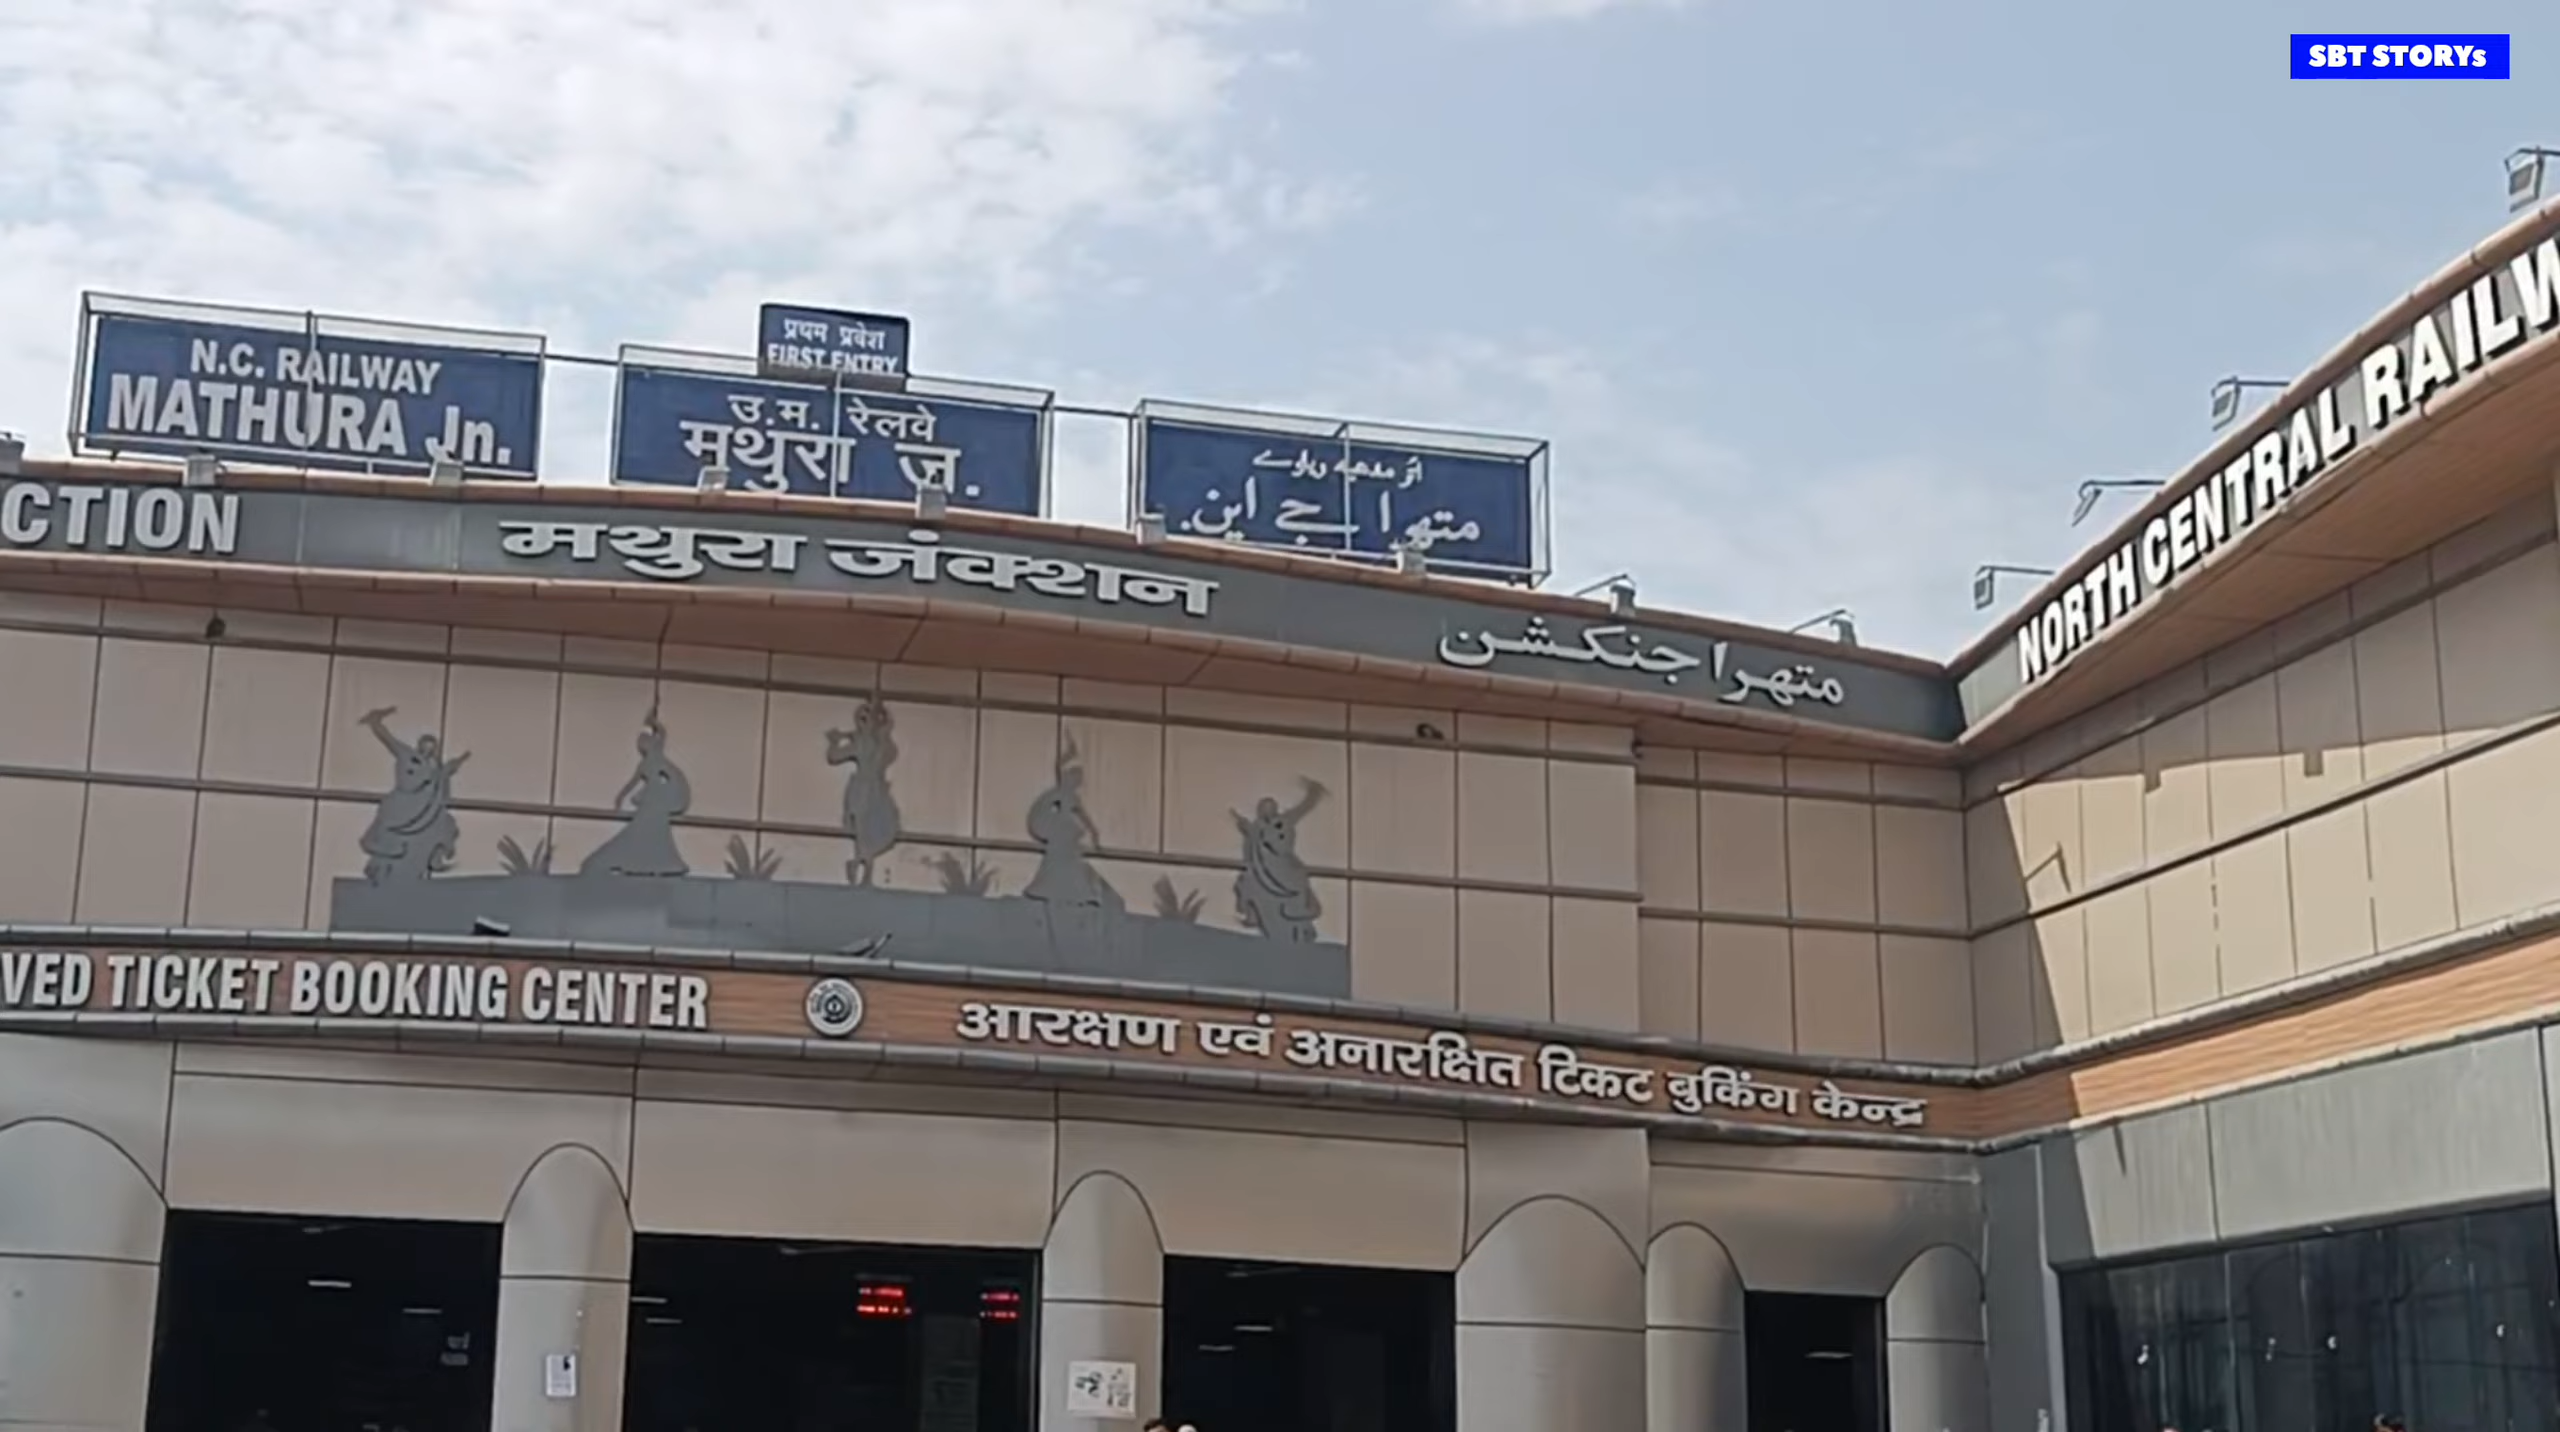 SBT STORYs
प्रथम प्रवेश
FIRST ENTRY
N.C. RAILWAY
MATHURA Jn.
उ.म. रेलवे
मथुरा ज.
متھرا جے این.
CTION
मथुरा जंक्शन
متھرا جنکشن
NORTH CENTRAL RAILW
VED TICKET BOOKING CENTER
आरक्षण एवं अनारक्षित टिकट बुकिंग केन्द्र